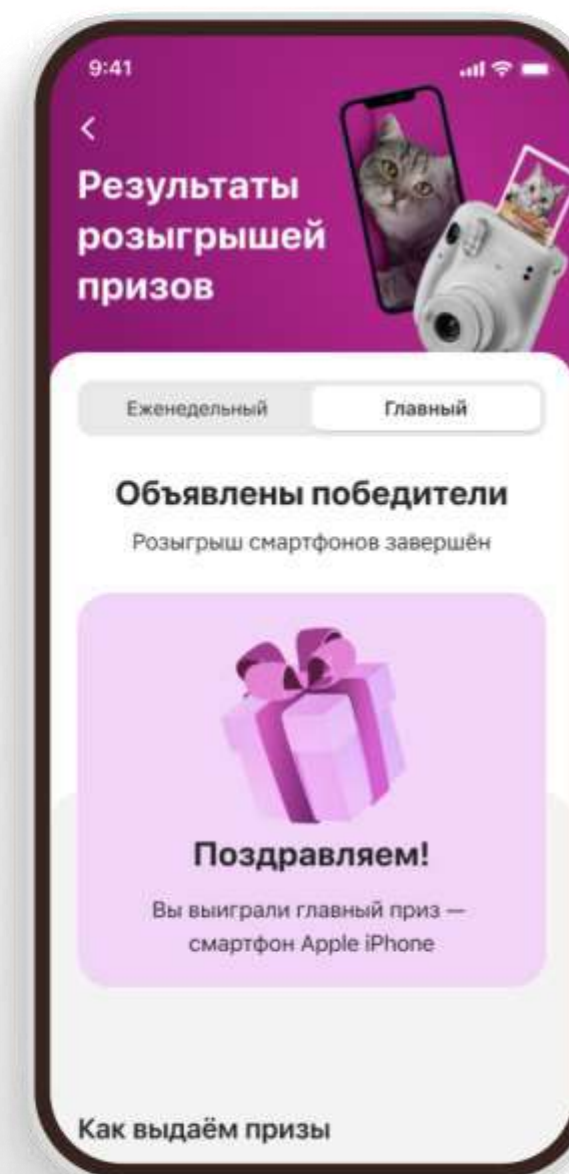 9:41
Результаты
розыгрышей
призов
Еженедельный Главный
Объявлены победители
Розыгрыш смартфонов завершён
Поздравляем!
Вы выиграли главный приз —
смартфон Apple iPhone
Как выдаём призы